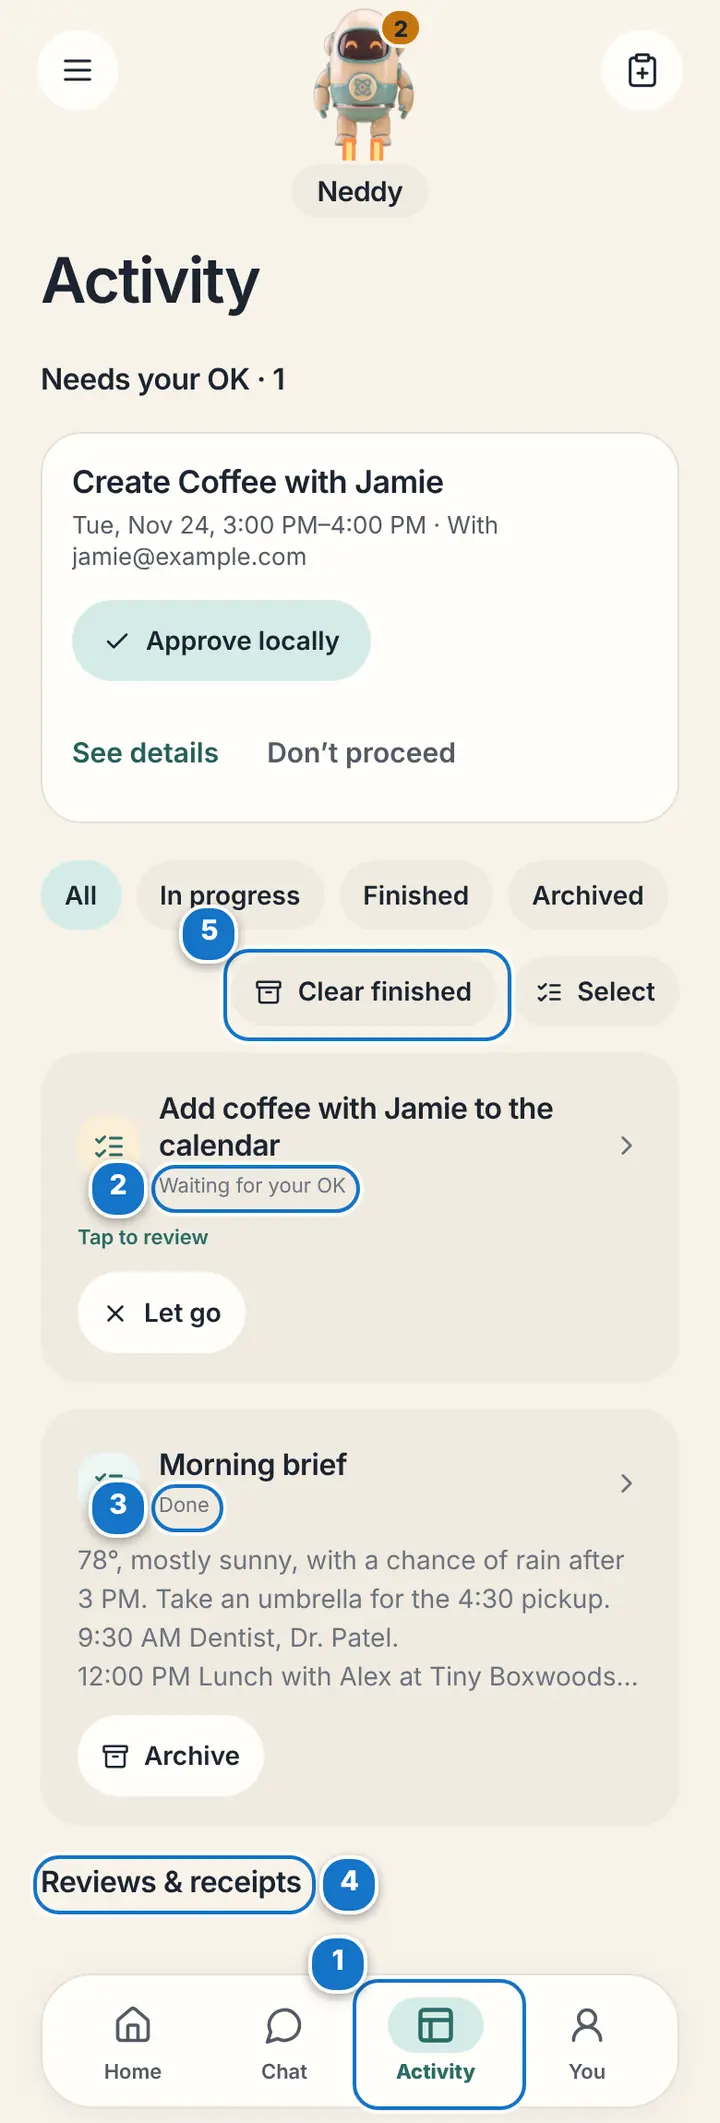 2
Neddy
Activity
Needs your OK · 1
Create Coffee with Jamie
Tue, Nov 24, 3:00 PM–4:00 PM · With
jamie@example.com
Approve locally
See details Don’t proceed
All In progress Finished Archived
5
Clear finished Select
Add coffee with Jamie to the
calendar
2 Waiting for your OK
Tap to review
Let go
Morning brief
3 Done
78°, mostly sunny, with a chance of rain after
3 PM. Take an umbrella for the 4:30 pickup.
9:30 AM Dentist, Dr. Patel.
12:00 PM Lunch with Alex at Tiny Boxwoods...
Archive
Reviews & receipts 4
1
Home Chat Activity You